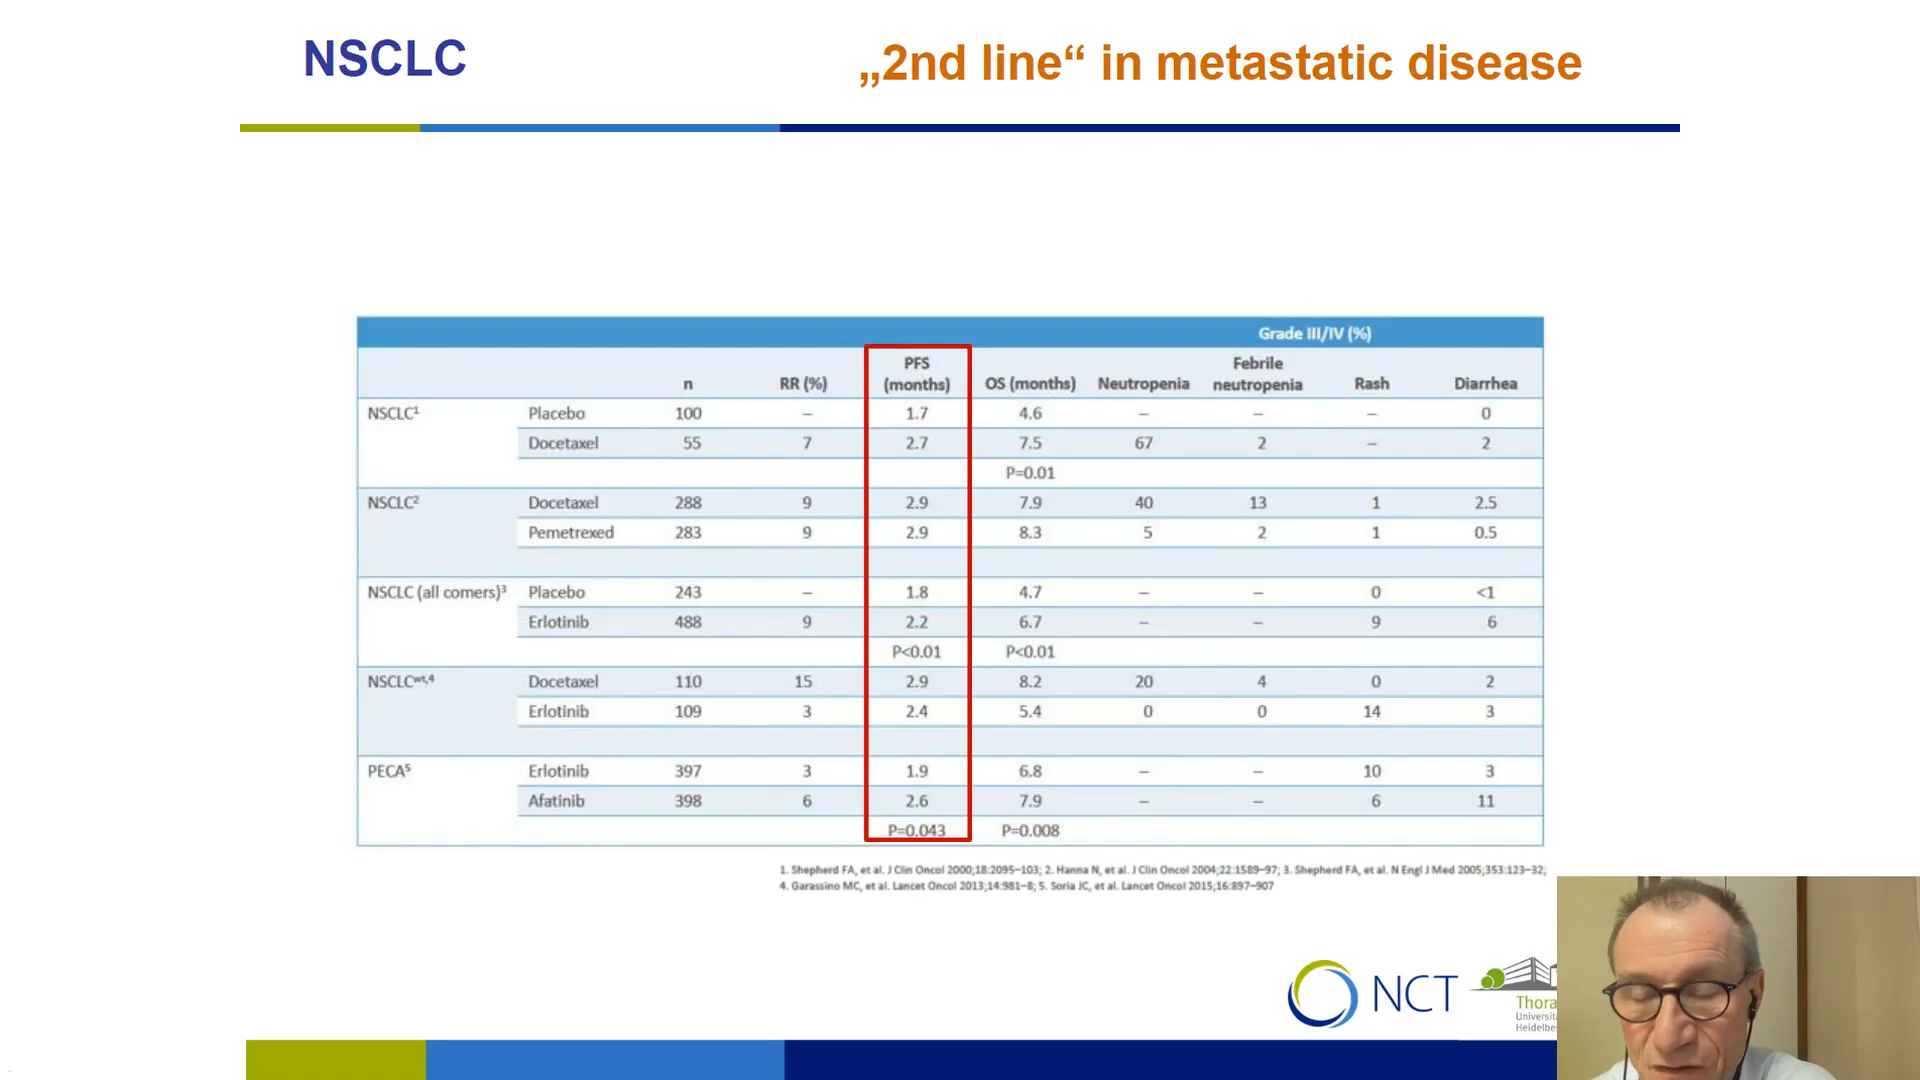 NSCLC „2nd line“ in metastatic disease
Grade III/IV (%)
n RR (%) PFS (months) OS (months) Neutropenia Febrile neutropenia Rash Diarrhea
NSCLC¹ Placebo 100 – 1.7 4.6 – – – 0
Docetaxel 55 7 2.7 7.5 67 2 – 2
P=0.01
NSCLC² Docetaxel 288 9 2.9 7.9 40 13 1 2.5
Pemetrexed 283 9 2.9 8.3 5 2 1 0.5
NSCLC (all comers)³ Placebo 243 – 1.8 4.7 – – 0 <1
Erlotinib 488 9 2.2 6.7 – – 9 6
P<0.01 P<0.01
NSCLCʷᵗ,⁴ Docetaxel 110 15 2.9 8.2 20 4 0 2
Erlotinib 109 3 2.4 5.4 0 0 14 3
PECA⁵ Erlotinib 397 3 1.9 6.8 – – 10 3
Afatinib 398 6 2.6 7.9 – – 6 11
P=0.043 P=0.008
1. Shepherd FA, et al. J Clin Oncol 2000;18:2095–103; 2. Hanna N, et al. J Clin Oncol 2004;22:1589–97; 3. Shepherd FA, et al. N Engl J Med 2005;353:123–32;
4. Garassino MC, et al. Lancet Oncol 2013;14:981–8; 5. Soria JC, et al. Lancet Oncol 2015;16:897–907
NCT
Thora
Universitä
Heidelbe